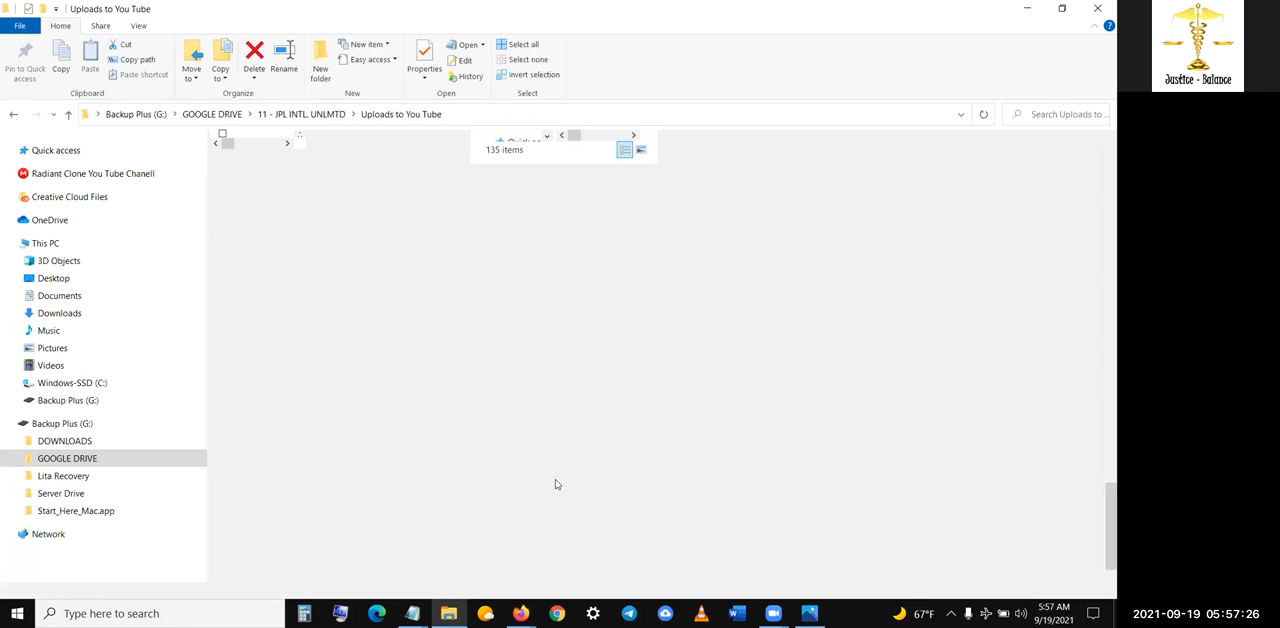 Uploads to You Tube
File Home Share View
Pin to Quick access
Copy
Paste
Cut
Copy path
Paste shortcut
Clipboard
Move to
Copy to
Delete
Rename
Organize
New folder
New item
Easy access
New
Properties
Open
Edit
History
Open
Select all
Select none
Invert selection
Select
Backup Plus (G:) > GOOGLE DRIVE > 11 - JPL INTL. UNLMTD > Uploads to You Tube
Search Uploads to ...
135 items
Quick access
Radiant Clone You Tube Chanell
Creative Cloud Files
OneDrive
This PC
3D Objects
Desktop
Documents
Downloads
Music
Pictures
Videos
Windows-SSD (C:)
Backup Plus (G:)
Backup Plus (G:)
DOWNLOADS
GOOGLE DRIVE
Lita Recovery
Server Drive
Start_Here_Mac.app
Network
Type here to search
67°F
5:57 AM
9/19/2021
Justice - Balance
2021-09-19 05:57:26